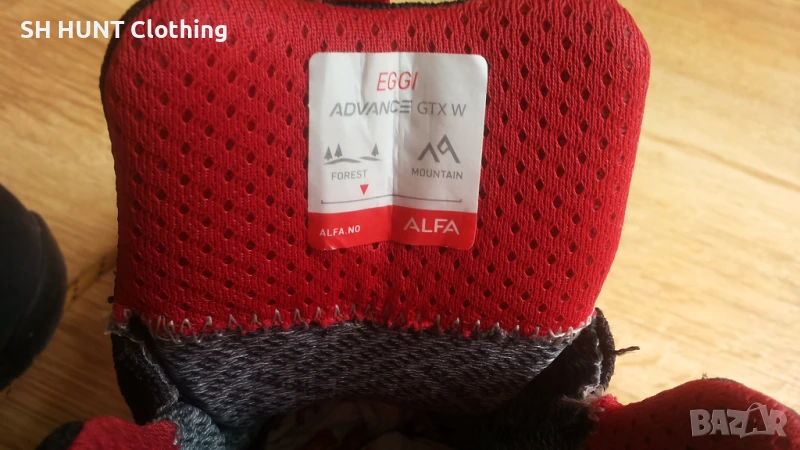 SH HUNT Clothing
EGGI
ADVANCE GTX W
FOREST
MOUNTAIN
ALFA.NO
ALFA
BAZAR